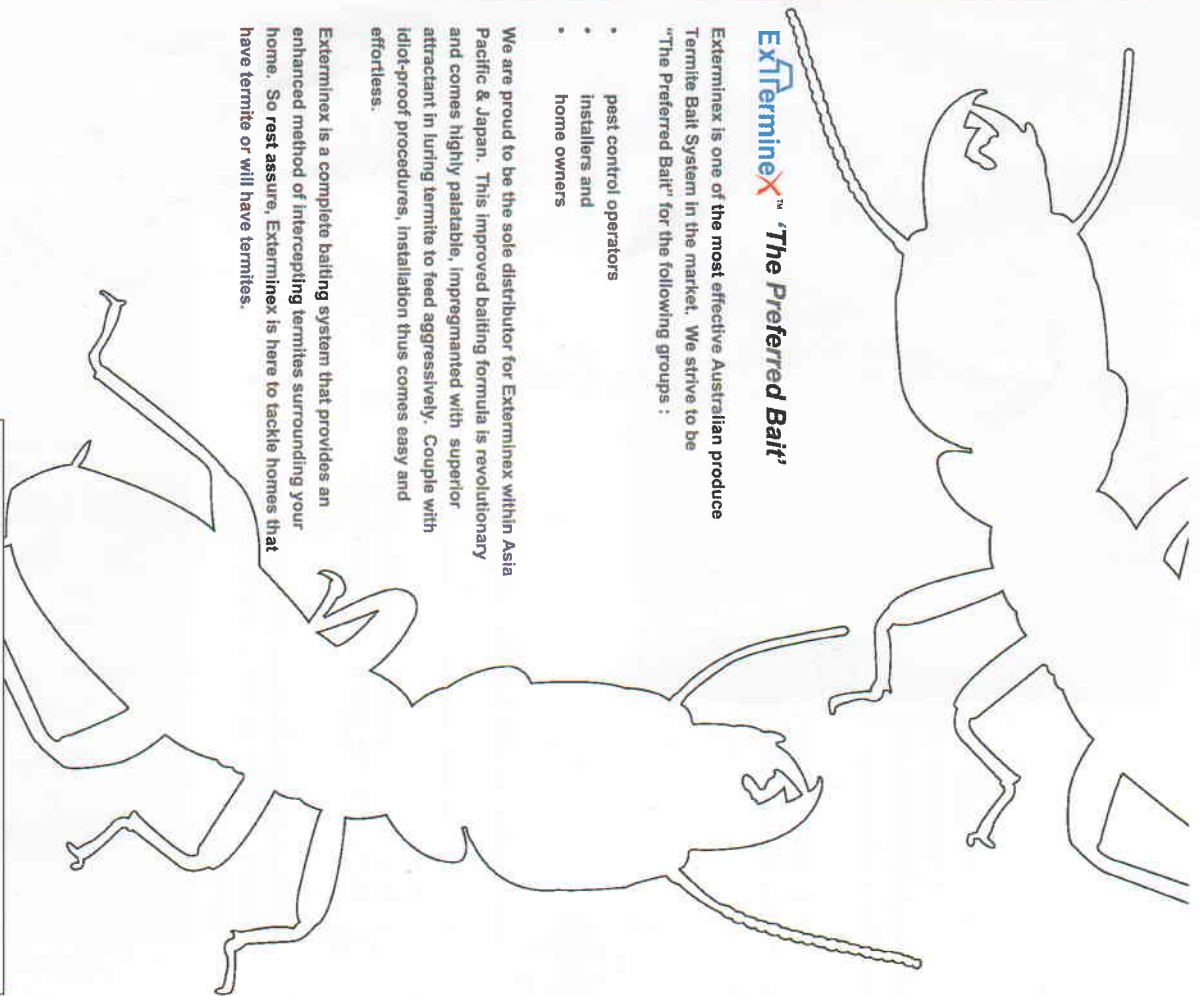 ExTermineX™ 'The Preferred Bait'
Exterminex is one of the most effective Australian produce
Termite Bait System in the market. We strive to be
"The Preferred Bait" for the following groups :
• pest control operators
• installers and
• home owners
We are proud to be the sole distributor for Exterminex within Asia
Pacific & Japan. This improved baiting formula is revolutionary
and comes highly palatable, impregmanted with superior
attractant in luring termite to feed aggressively. Couple with
idiot-proof procedures, installation thus comes easy and
effortless.
Exterminex is a complete baiting system that provides an
enhanced method of intercepting termites surrounding your
home. So rest assure, Exterminex is here to tackle homes that
have termite or will have termites.